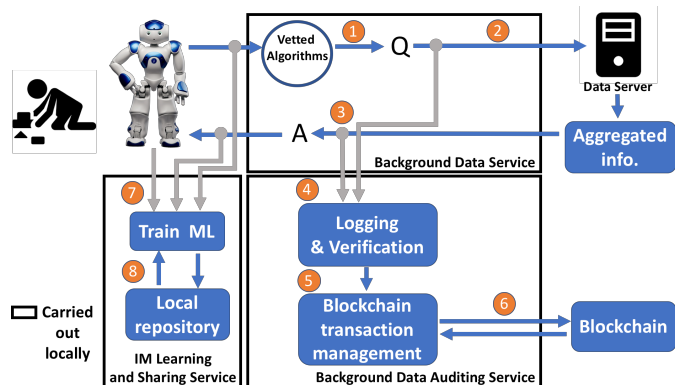 1
2
Vetted
Algorithms
Q
Data Server
3
A
Aggregated
info.
Background Data Service
7
4
Train ML
Logging
& Verification
8
5
6
Local
repository
Blockchain
transaction
management
Blockchain
Carried
out
locally
IM Learning
and Sharing Service
Background Data Auditing Service